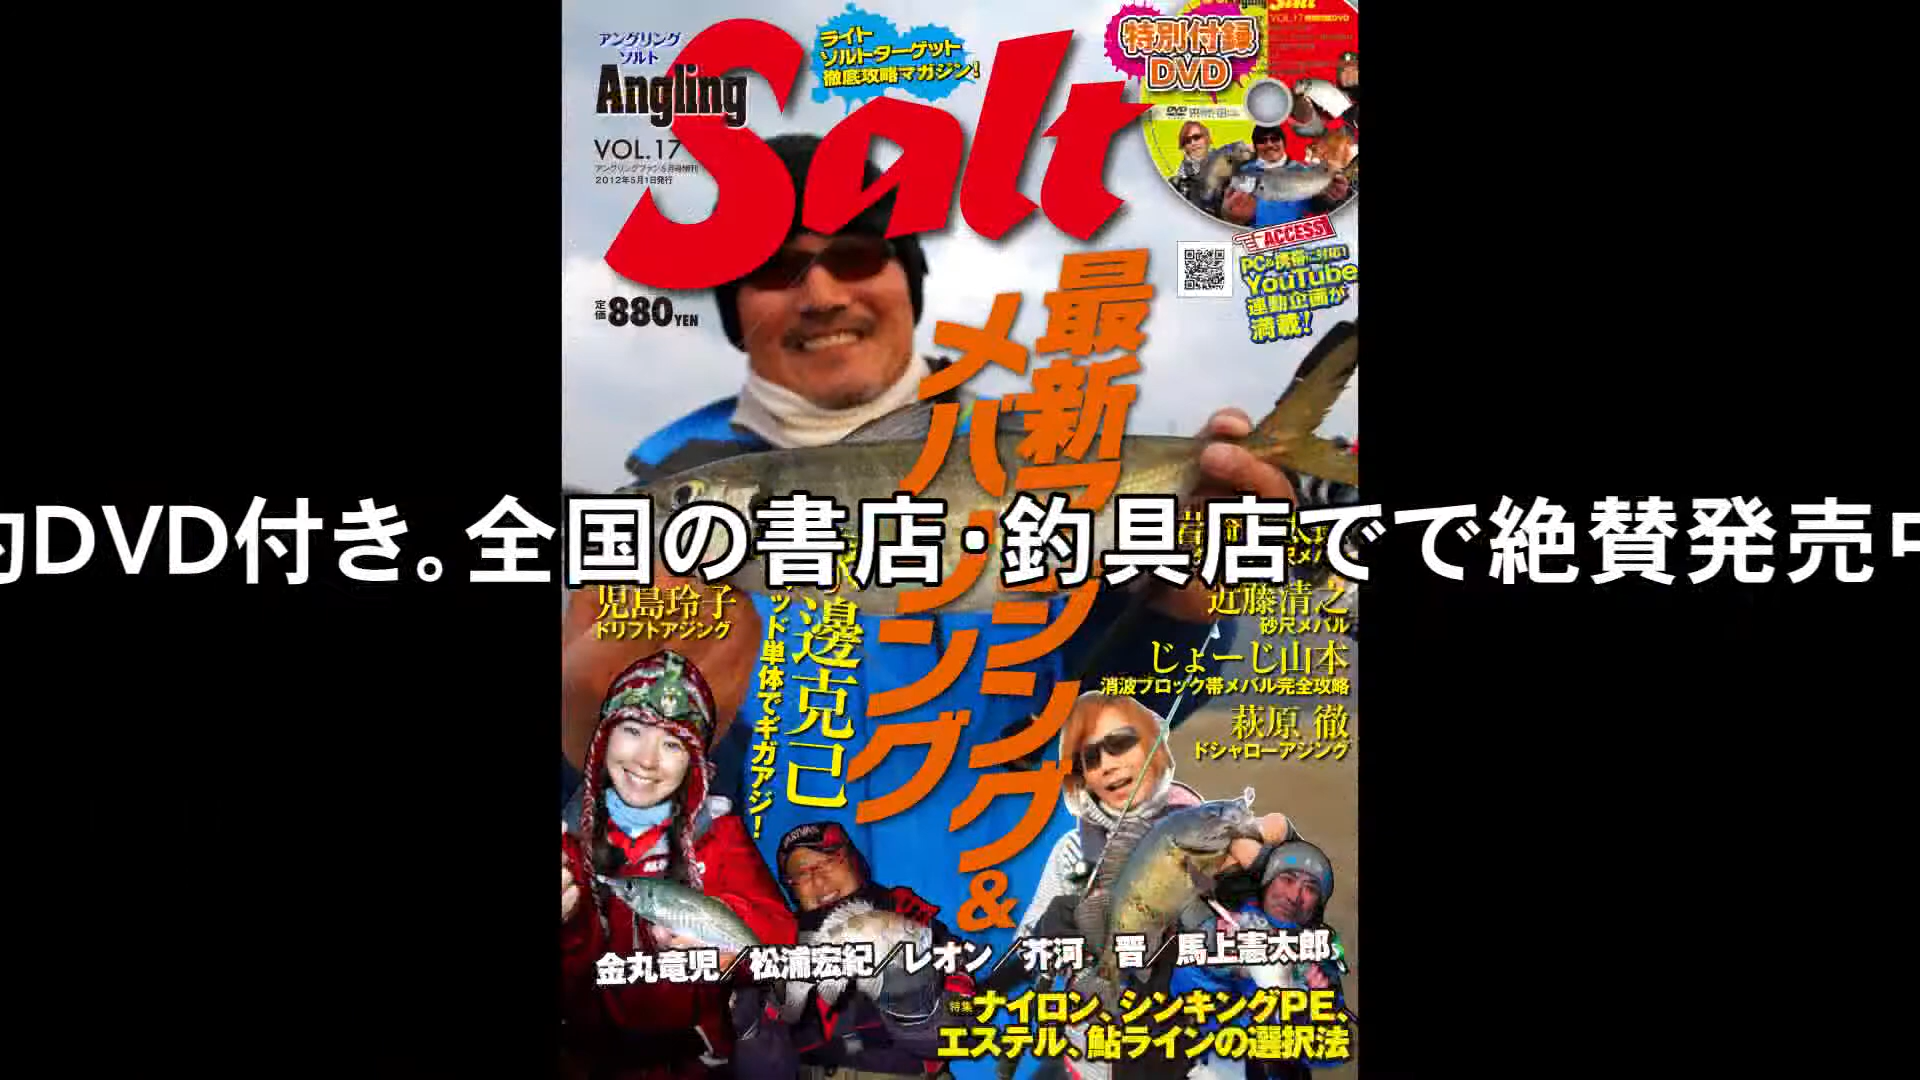 アングリング
ソルト
Angling
Salt
ライト
ソルトターゲット
徹底攻略マガジン!
特別付録
DVD
VOL.17
アングリングファン5月号増刊
2012年5月1日発行
定価880YEN
ACCESS
PC&携帯に対応!
YouTube
連動企画が
満載!
最新アジング&
メバリング
DVD付き。全国の書店・釣具店でで絶賛発売中
児島玲子
ドリフトアジング
邊克己
ッド単体でギガアジ!
近藤清之
砂尺メバル
じょーじ山本
消波ブロック帯メバル完全攻略
萩原 徹
ドシャローアジング
金丸竜児/松浦宏紀/レオン/芥河 晋/馬上憲太郎
特集 ナイロン、シンキングPE、
エステル、鮎ラインの選択法